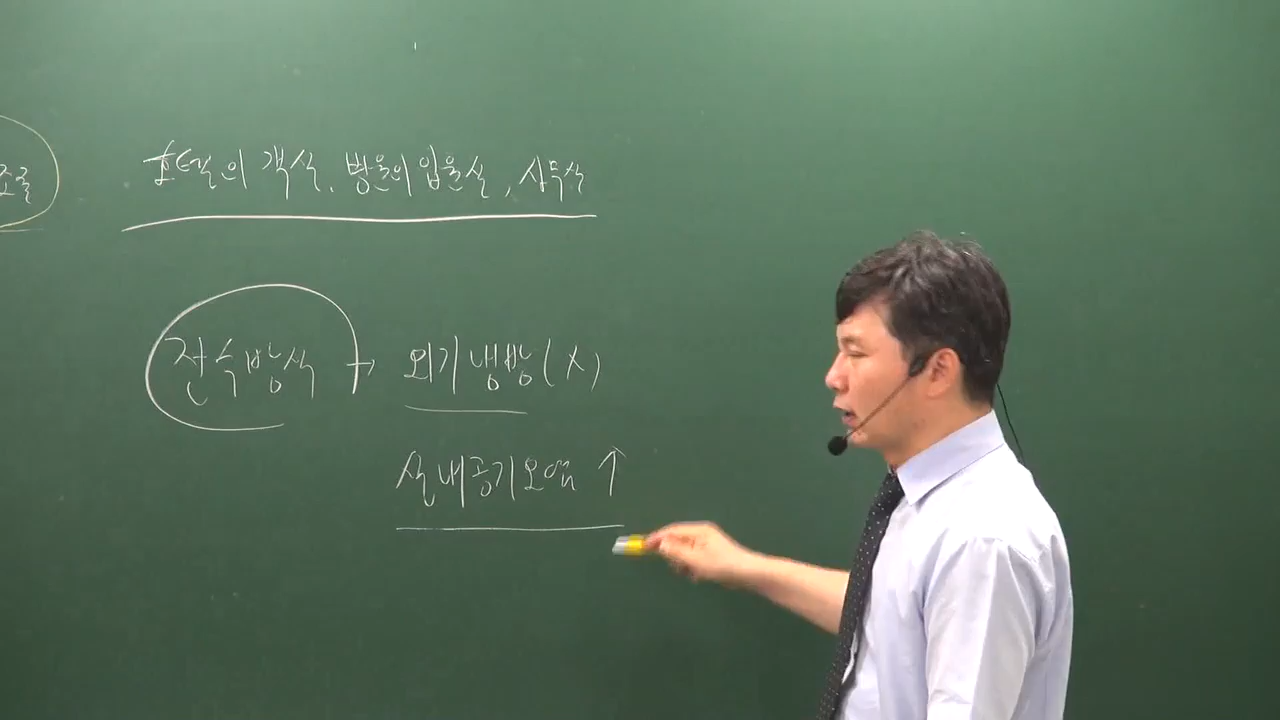 호텔의 객실, 병원의 입원실, 사무실
전수방식 → 외기냉방(X)
실내공기오염 ↑